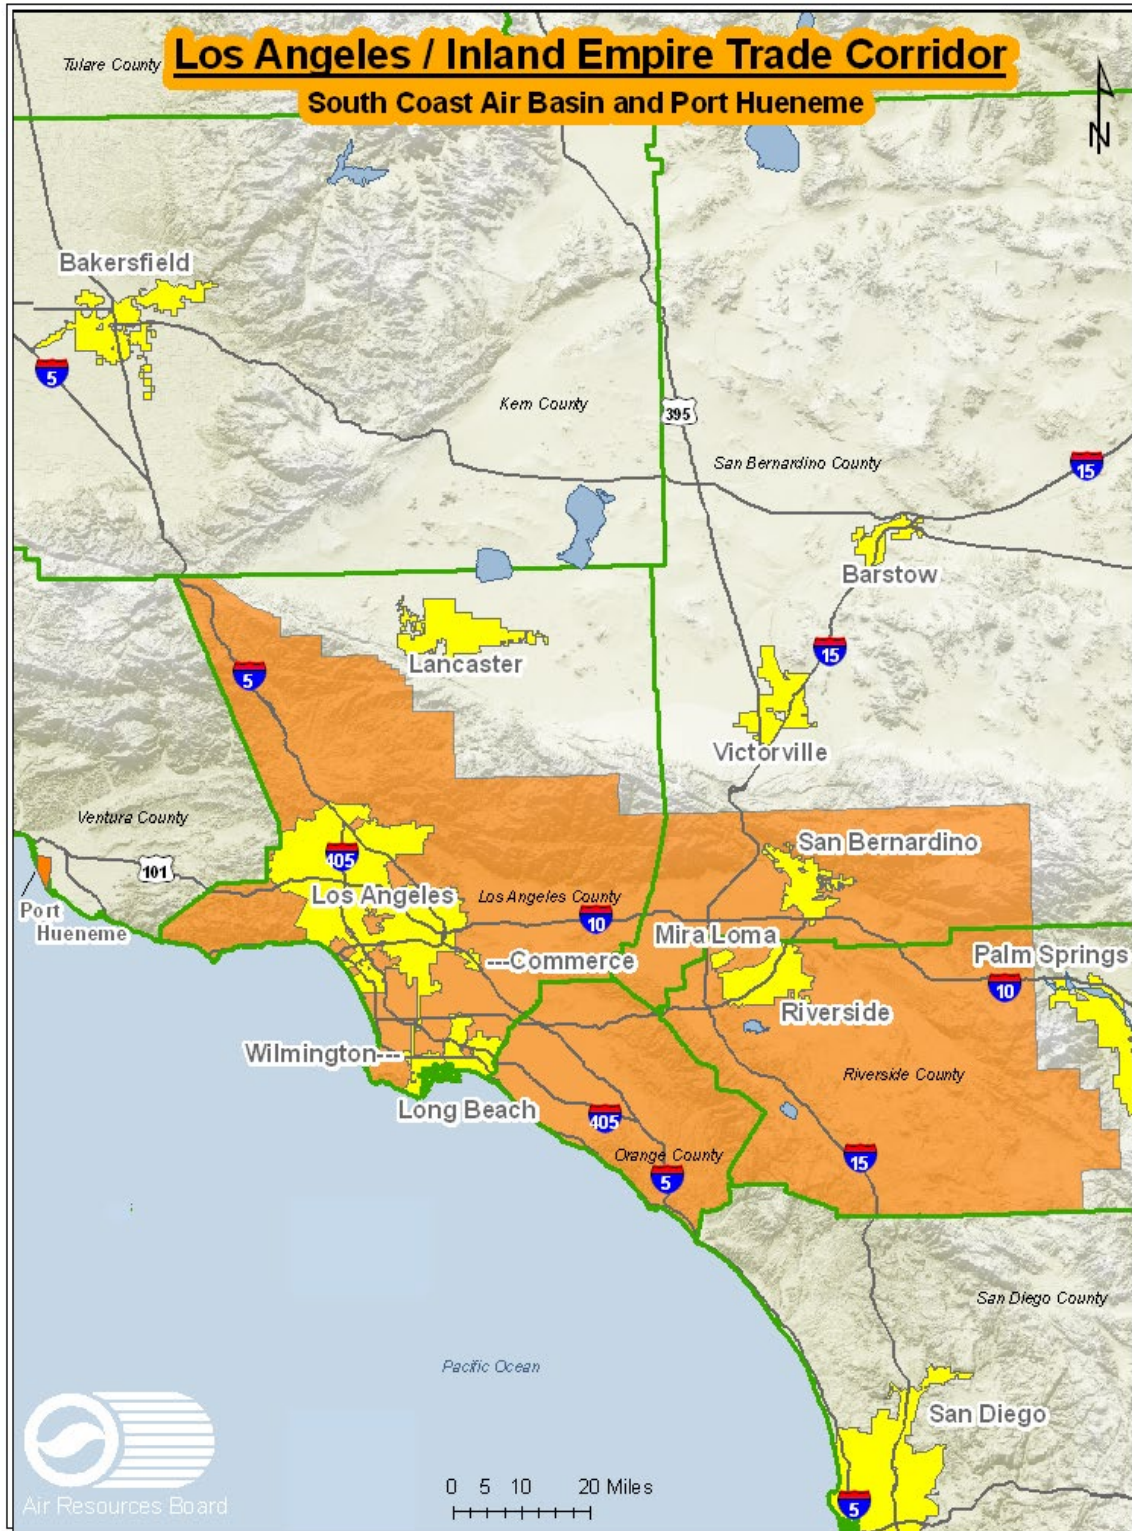 Los Angeles / Inland Empire Trade Corridor
South Coast Air Basin and Port Hueneme
Tulare County
N
Bakersfield
5
Kern County
395
San Bernardino County
15
Barstow
Lancaster
15
5
Victorville
Ventura County
101
405
San Bernardino
Los Angeles
Los Angeles County
10
Port
Hueneme
Mira Loma
---Commerce
Palm Springs
10
Riverside
Wilmington---
Riverside County
Long Beach
405
Orange County
15
5
San Diego County
Pacific Ocean
San Diego
0 5 10 20 Miles
5
Air Resources Board